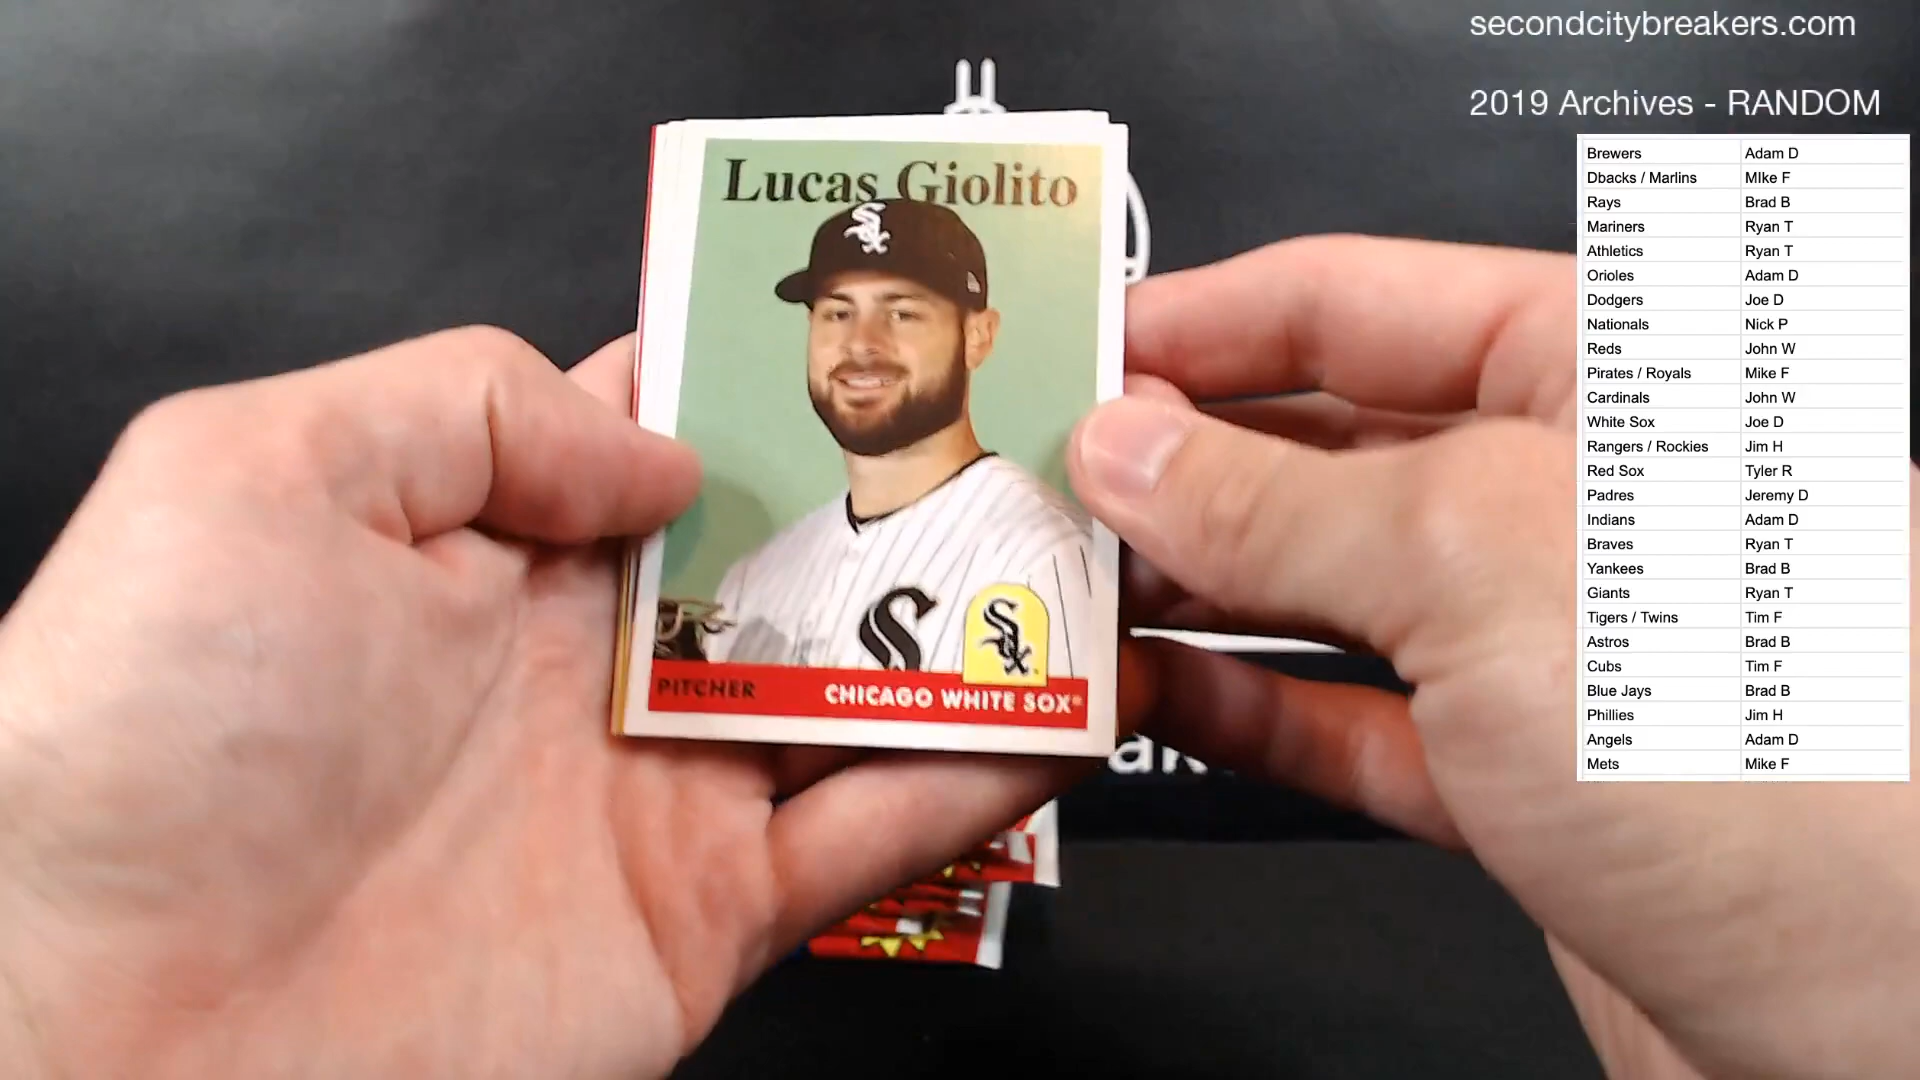 secondcitybreakers.com
2019 Archives - RANDOM
Brewers Adam D
Dbacks / Marlins MIke F
Rays Brad B
Mariners Ryan T
Athletics Ryan T
Orioles Adam D
Dodgers Joe D
Nationals Nick P
Reds John W
Pirates / Royals Mike F
Cardinals John W
White Sox Joe D
Rangers / Rockies Jim H
Red Sox Tyler R
Padres Jeremy D
Indians Adam D
Braves Ryan T
Yankees Brad B
Giants Ryan T
Tigers / Twins Tim F
Astros Brad B
Cubs Tim F
Blue Jays Brad B
Phillies Jim H
Angels Adam D
Mets Mike F
Lucas Giolito
Sox
S
Sox
PITCHER CHICAGO WHITE SOX®